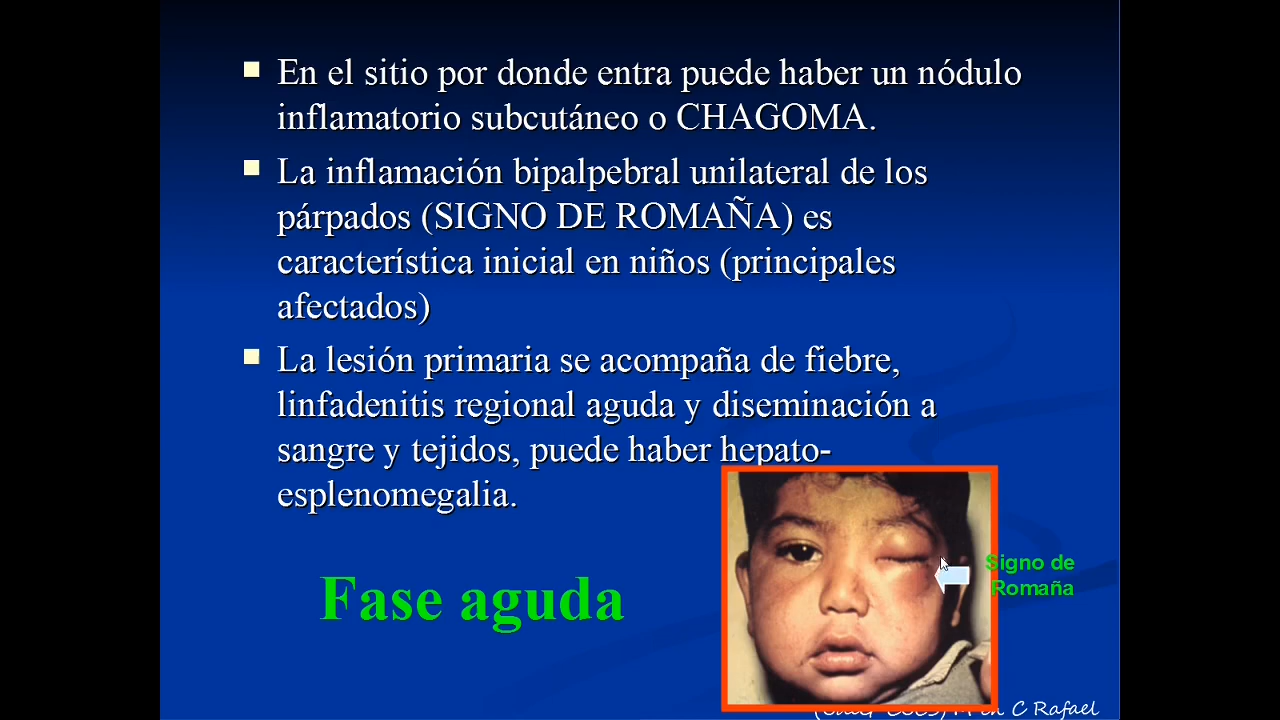 En el sitio por donde entra puede haber un nódulo
inflamatorio subcutáneo o CHAGOMA.
La inflamación bipalpebral unilateral de los
párpados (SIGNO DE ROMAÑA) es
característica inicial en niños (principales
afectados)
La lesión primaria se acompaña de fiebre,
linfadenitis regional aguda y diseminación a
sangre y tejidos, puede haber hepato-
esplenomegalia.
Signo de
Romaña
Fase aguda
C Rafael